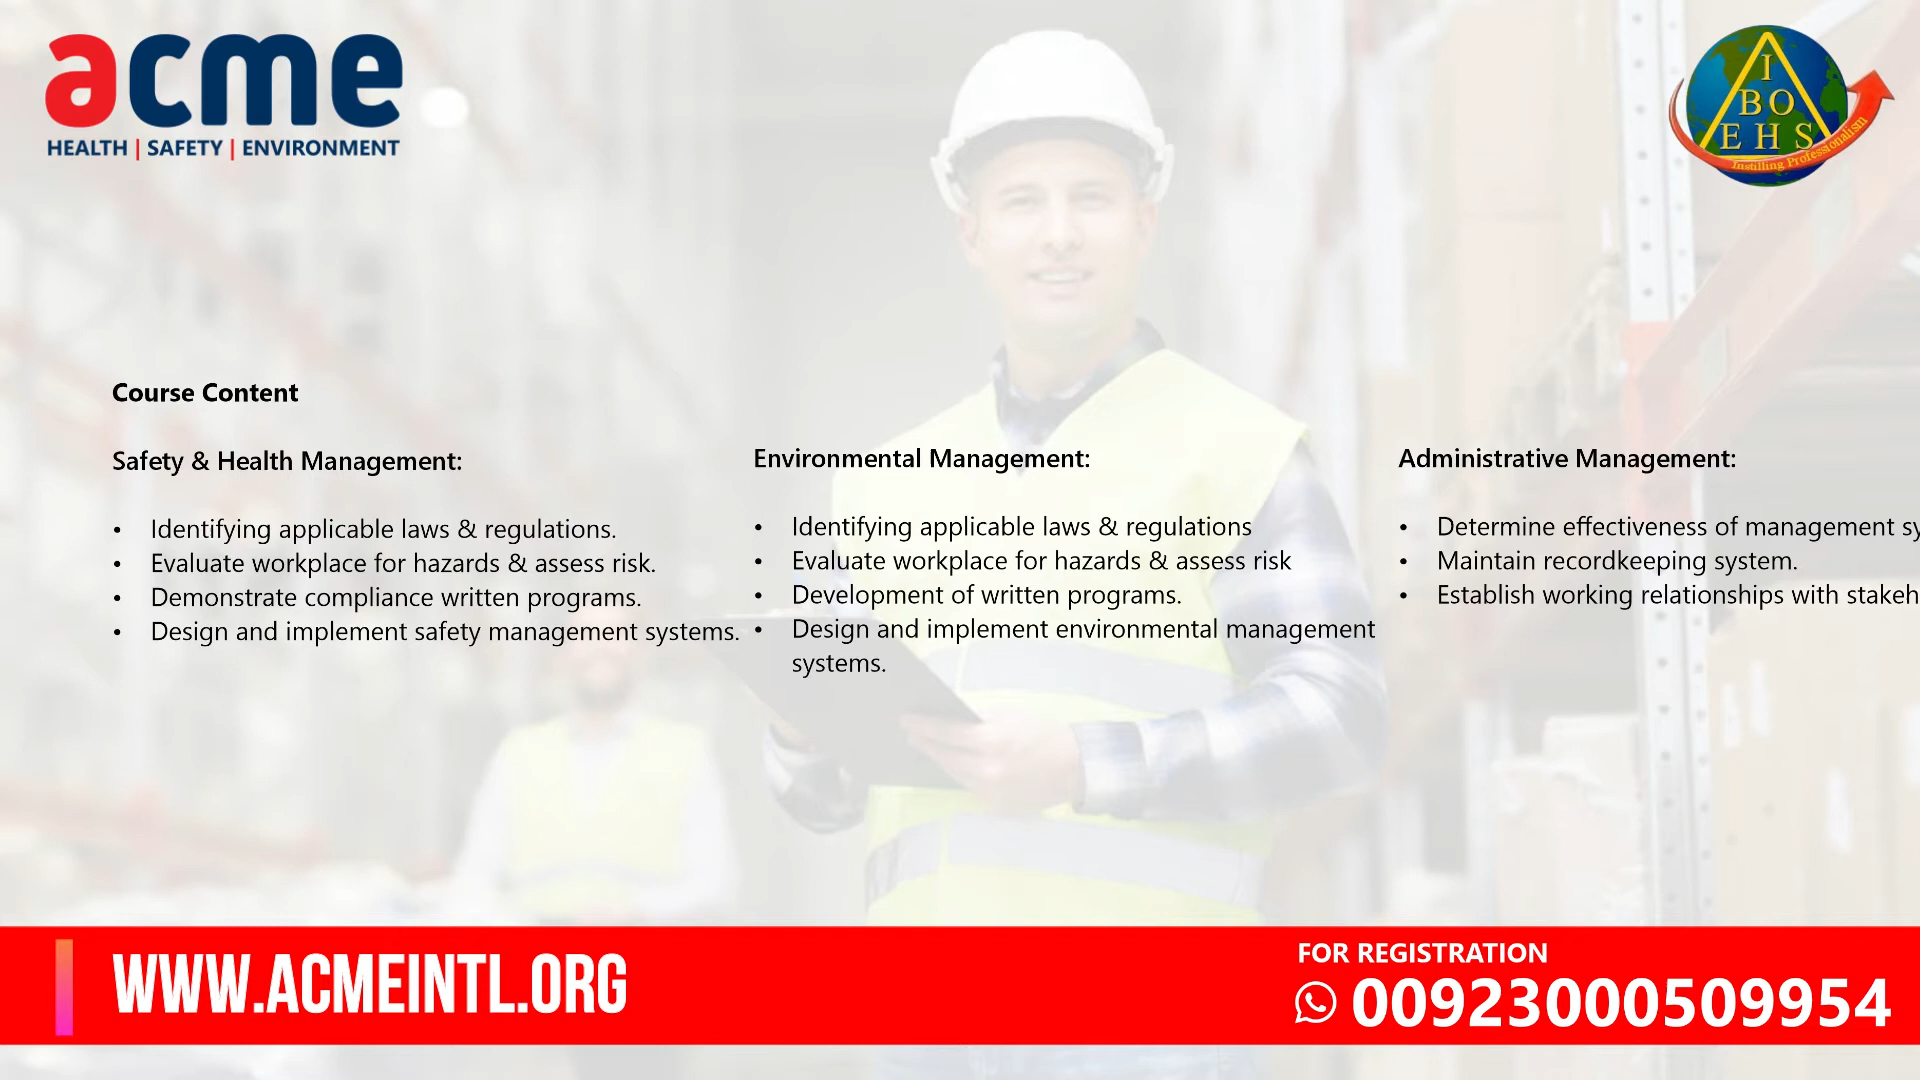 acme
HEALTH | SAFETY | ENVIRONMENT
I
BO
EHS
Instilling Professionalism
Course Content
Safety & Health Management:
• Identifying applicable laws & regulations.
• Evaluate workplace for hazards & assess risk.
• Demonstrate compliance written programs.
• Design and implement safety management systems.
Environmental Management:
• Identifying applicable laws & regulations
• Evaluate workplace for hazards & assess risk
• Development of written programs.
• Design and implement environmental management
systems.
Administrative Management:
• Determine effectiveness of management sy
• Maintain recordkeeping system.
• Establish working relationships with stakeh
WWW.ACMEINTL.ORG
FOR REGISTRATION
00923000509954